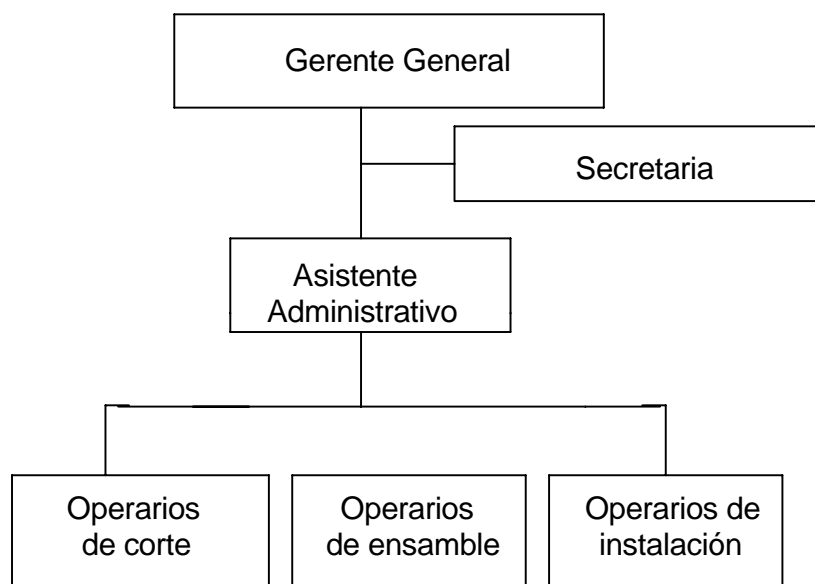 Gerente General
Secretaria
Asistente
Administrativo
Operarios
de corte
Operarios
de ensamble
Operarios de
instalación